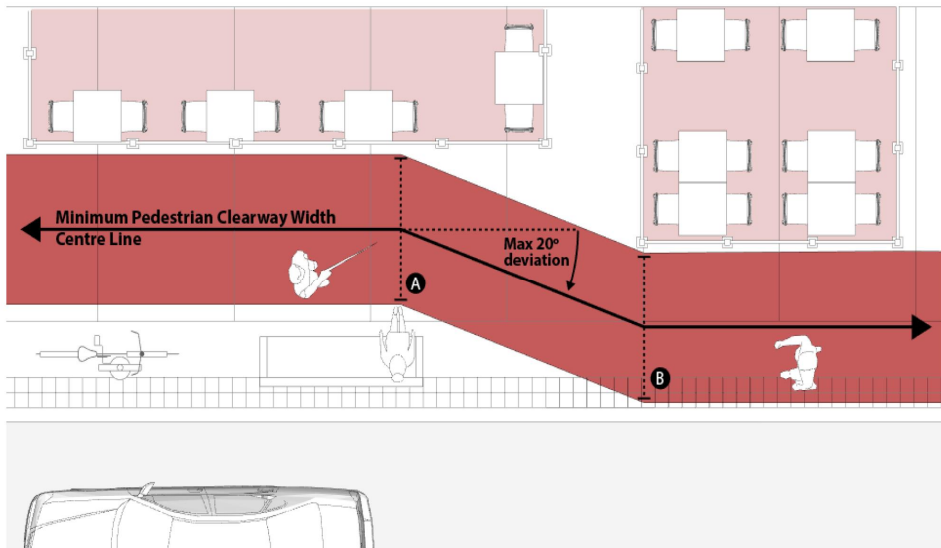 Minimum Pedestrian Clearway Width
Centre Line
Max 20º
deviation
A
B